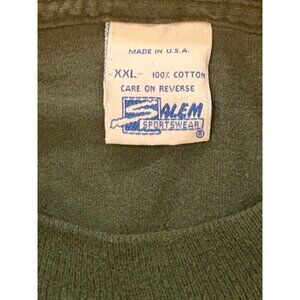 MADE IN U.S.A.
-XXL- 100% COTTON
CARE ON REVERSE
SALEM
SPORTSWEAR
®